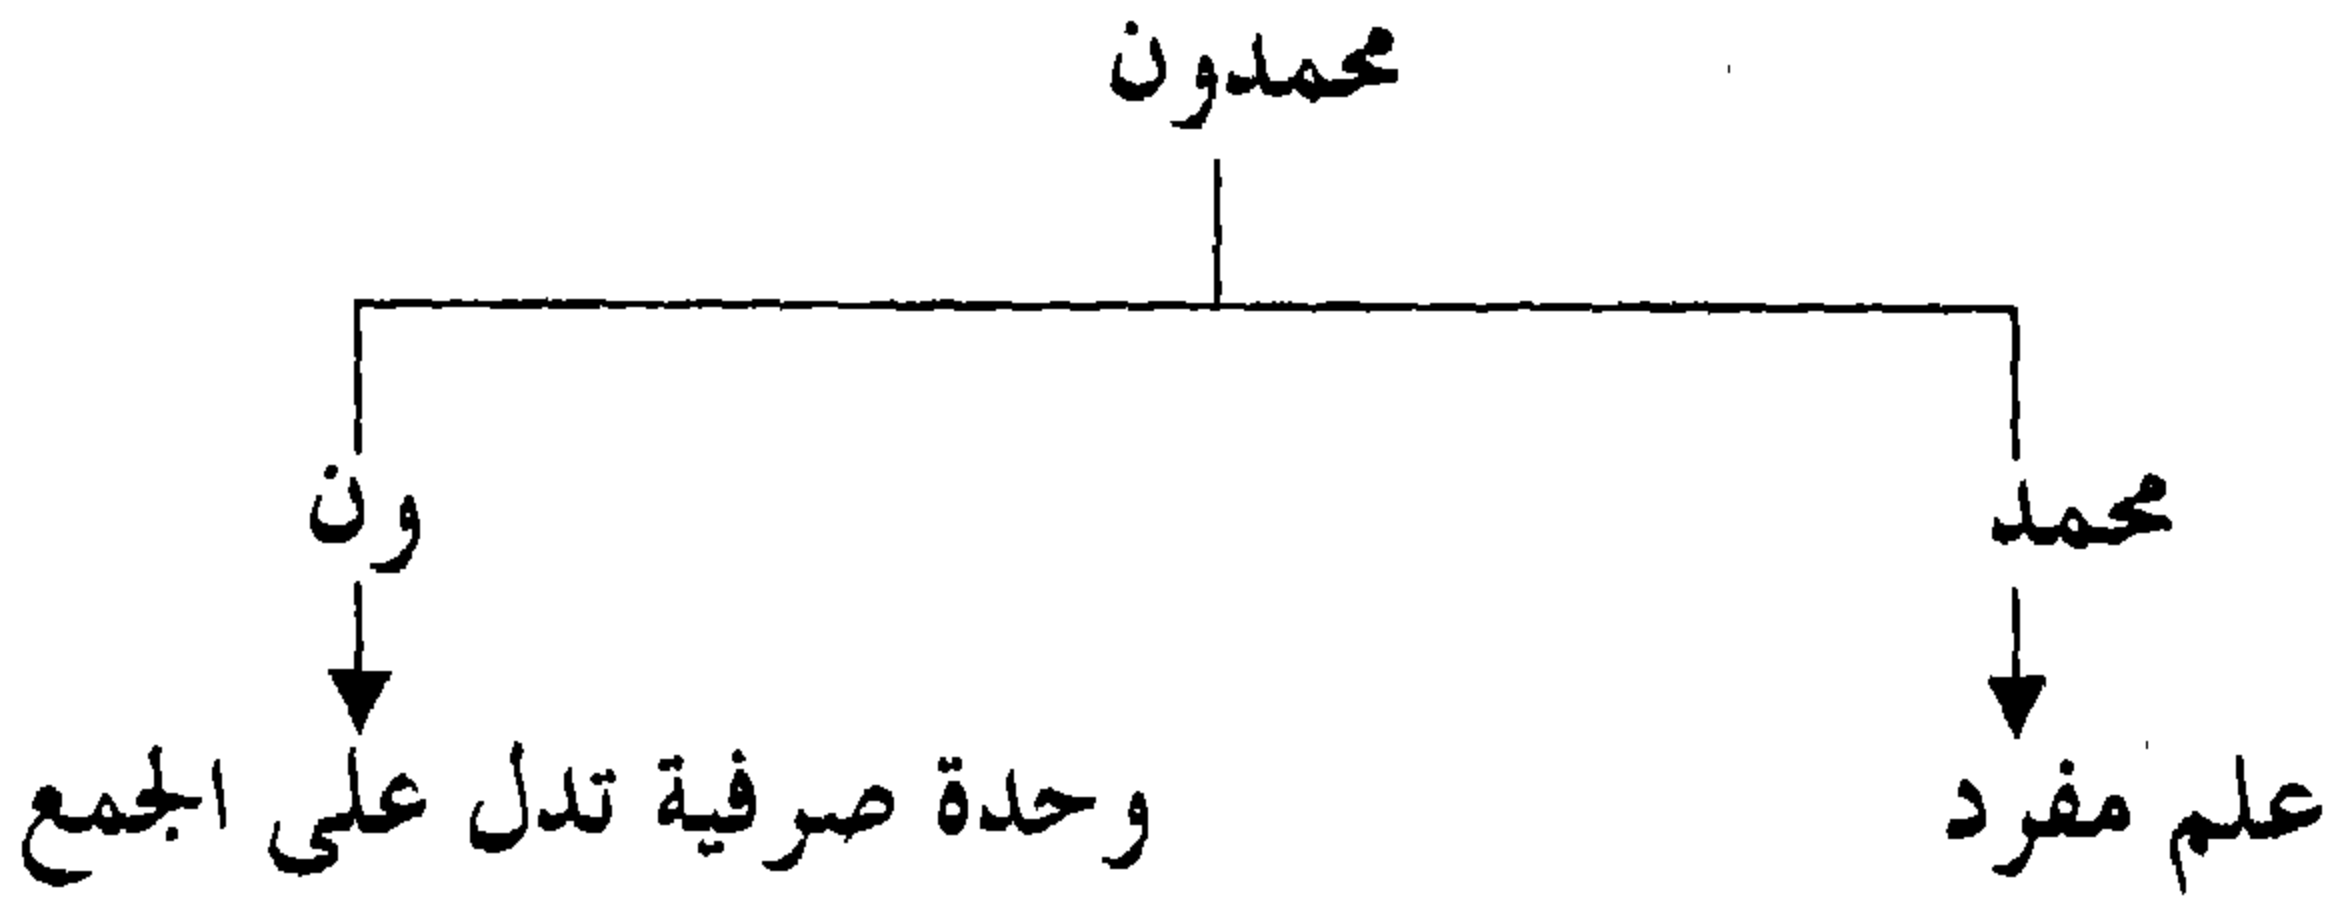 محمدون
محمد
ون
علم مفرد
وحدة صرفية تدل على الجمع